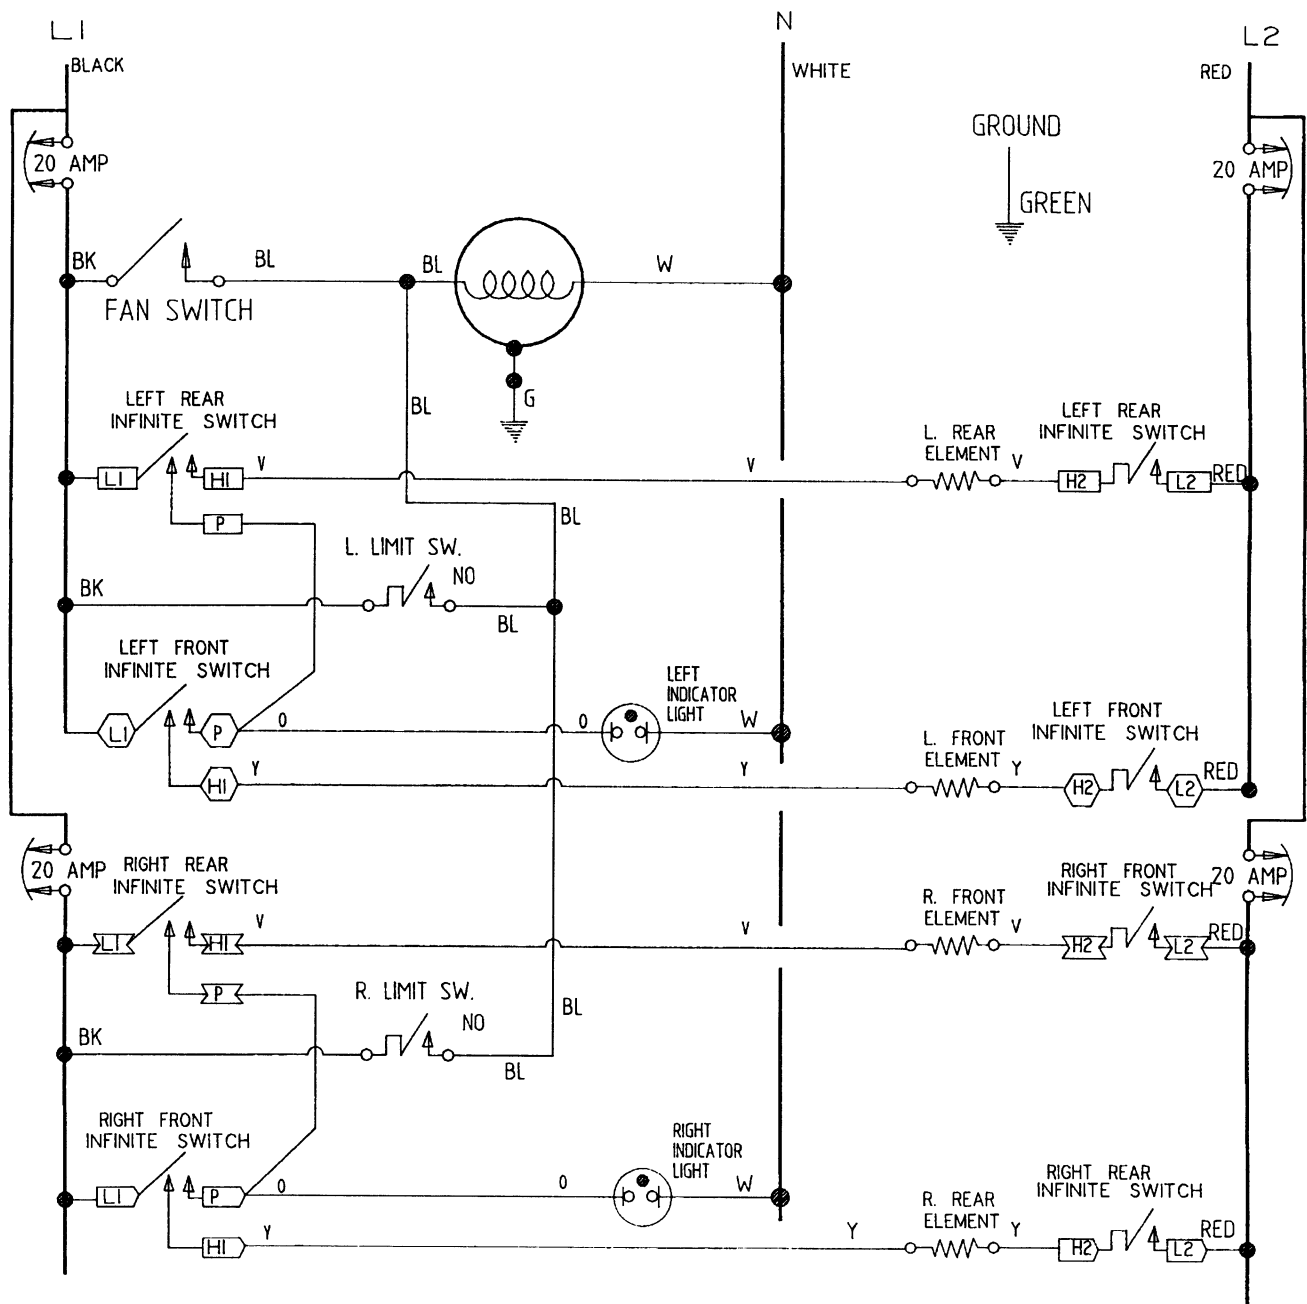 L1
N
L2
BLACK
WHITE
RED
GROUND
GREEN
20 AMP
20 AMP
BK
BL
BL
W
FAN SWITCH
G
BL
LEFT REAR
INFINITE SWITCH
L1
H1
V
V
P
L. REAR
ELEMENT
V
LEFT REAR
INFINITE SWITCH
H2
L2
RED
BL
L. LIMIT SW.
NO
BK
BL
LEFT FRONT
INFINITE SWITCH
L1
P
O
O
LEFT
INDICATOR
LIGHT
W
H1
Y
Y
L. FRONT
ELEMENT
Y
LEFT FRONT
INFINITE SWITCH
H2
L2
RED
20 AMP
20 AMP
RIGHT REAR
INFINITE SWITCH
L1
H1
V
V
P
R. FRONT
ELEMENT
V
RIGHT FRONT
INFINITE SWITCH
H2
L2
RED
R. LIMIT SW.
NO
BK
BL
BL
RIGHT FRONT
INFINITE SWITCH
L1
P
O
O
RIGHT
INDICATOR
LIGHT
W
H1
Y
Y
R. REAR
ELEMENT
Y
RIGHT REAR
INFINITE SWITCH
H2
L2
RED